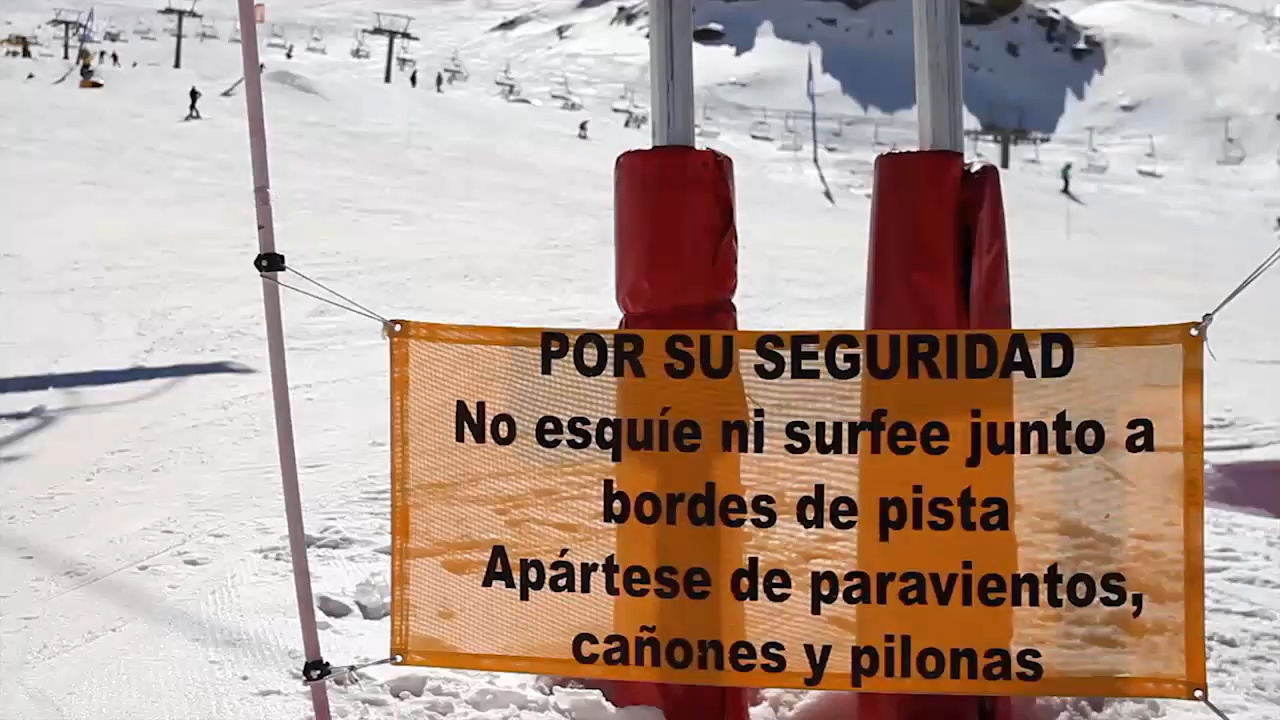 POR SU SEGURIDAD
No esquíe ni surfee junto a
bordes de pista
Apártese de paravientos,
cañones y pilonas